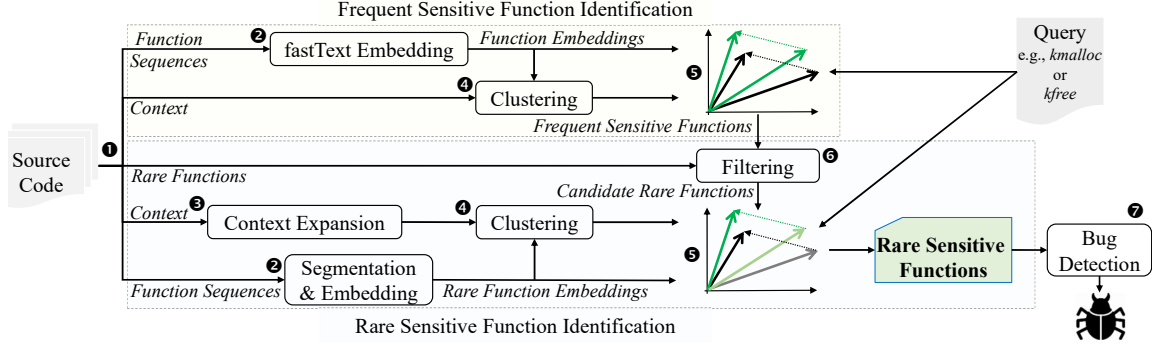 Frequent Sensitive Function Identification
Function
Sequences
❷
fastText Embedding
Function Embeddings
❺
Query
e.g., kmalloc
or
kfree
❹
Clustering
Context
Frequent Sensitive Functions
Source
Code
❶
Rare Functions
Filtering
❻
Candidate Rare Functions
Context
❸
Context Expansion
❹
Clustering
❺
Rare Sensitive
Functions
❼
Bug
Detection
Function Sequences
❷
Segmentation
& Embedding
Rare Function Embeddings
Rare Sensitive Function Identification